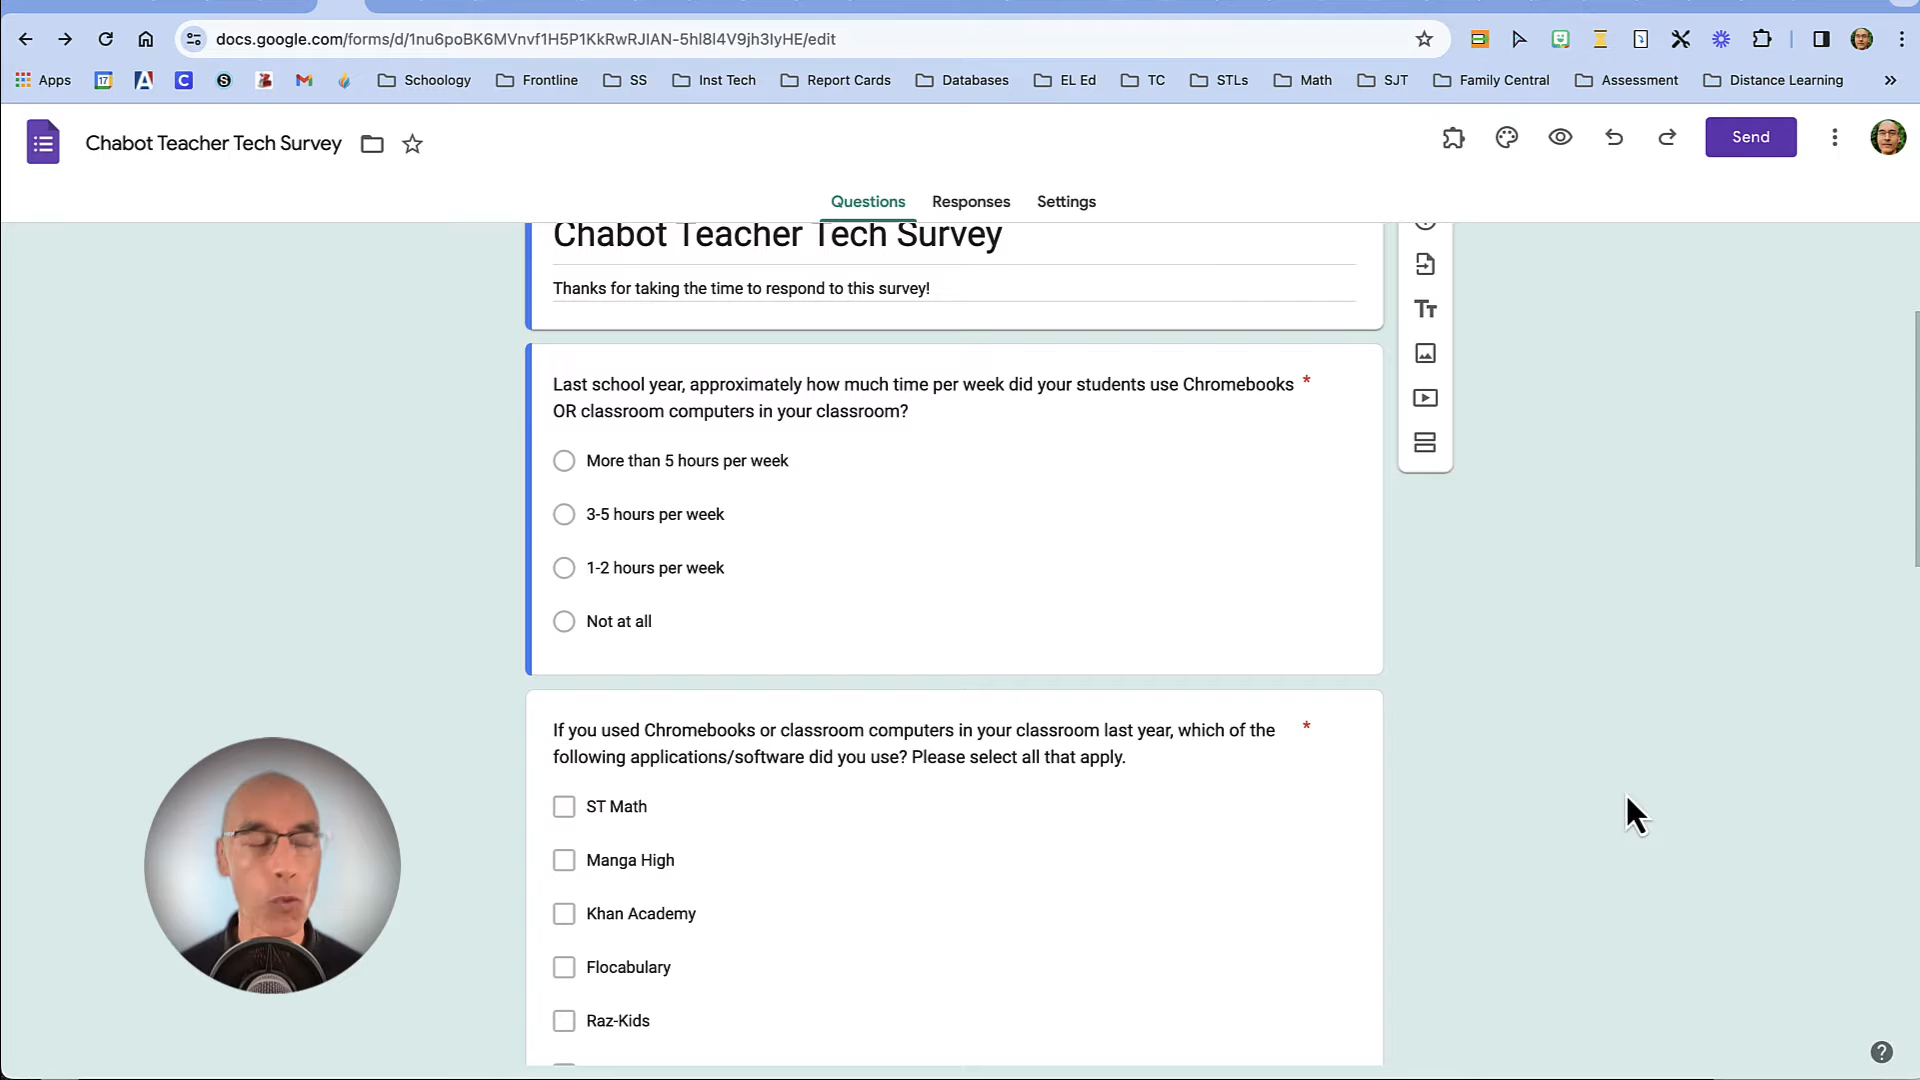 docs.google.com/forms/d/1nu6poBK6MVnvf1H5P1KkRwRJIAN-5hl8l4V9jh3IyHE/edit
Apps
17
Schoology
Frontline
SS
Inst Tech
Report Cards
Databases
EL Ed
TC
STLs
Math
SJT
Family Central
Assessment
Distance Learning
Chabot Teacher Tech Survey
Send
Questions
Responses
Settings
Chabot Teacher Tech Survey
Thanks for taking the time to respond to this survey!
Last school year, approximately how much time per week did your students use Chromebooks *
OR classroom computers in your classroom?
More than 5 hours per week
3-5 hours per week
1-2 hours per week
Not at all
If you used Chromebooks or classroom computers in your classroom last year, which of the *
following applications/software did you use? Please select all that apply.
ST Math
Manga High
Khan Academy
Flocabulary
Raz-Kids